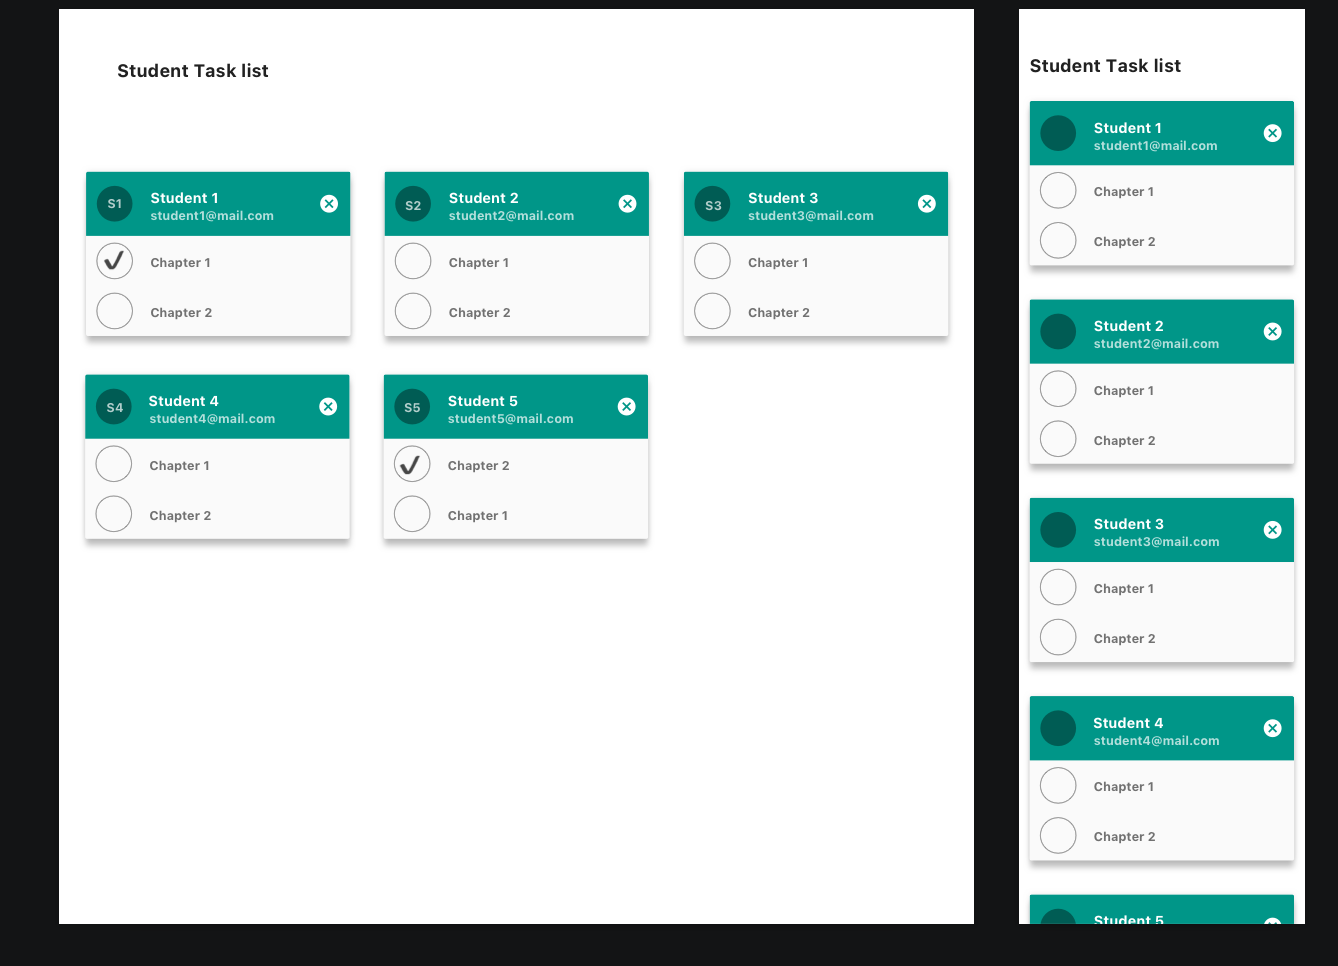 Student Task list
S1
Student 1
student1@mail.com
Chapter 1
Chapter 2
S2
Student 2
student2@mail.com
Chapter 1
Chapter 2
S3
Student 3
student3@mail.com
Chapter 1
Chapter 2
S4
Student 4
student4@mail.com
Chapter 1
Chapter 2
S5
Student 5
student5@mail.com
Chapter 2
Chapter 1
Student Task list
Student 1
student1@mail.com
Chapter 1
Chapter 2
Student 2
student2@mail.com
Chapter 1
Chapter 2
Student 3
student3@mail.com
Chapter 1
Chapter 2
Student 4
student4@mail.com
Chapter 1
Chapter 2
Student 5